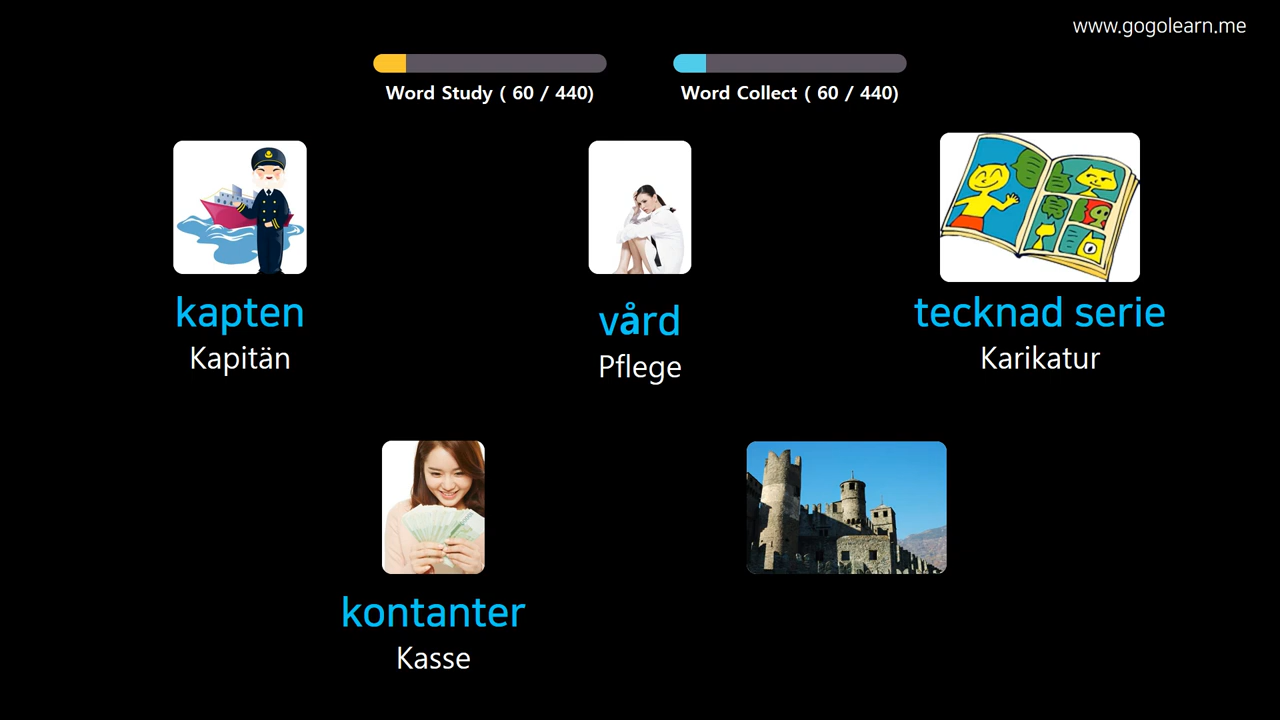 www.gogolearn.me
Word Study ( 60 / 440)
Word Collect ( 60 / 440)
kapten
Kapitän
vård
Pflege
tecknad serie
Karikatur
kontanter
Kasse